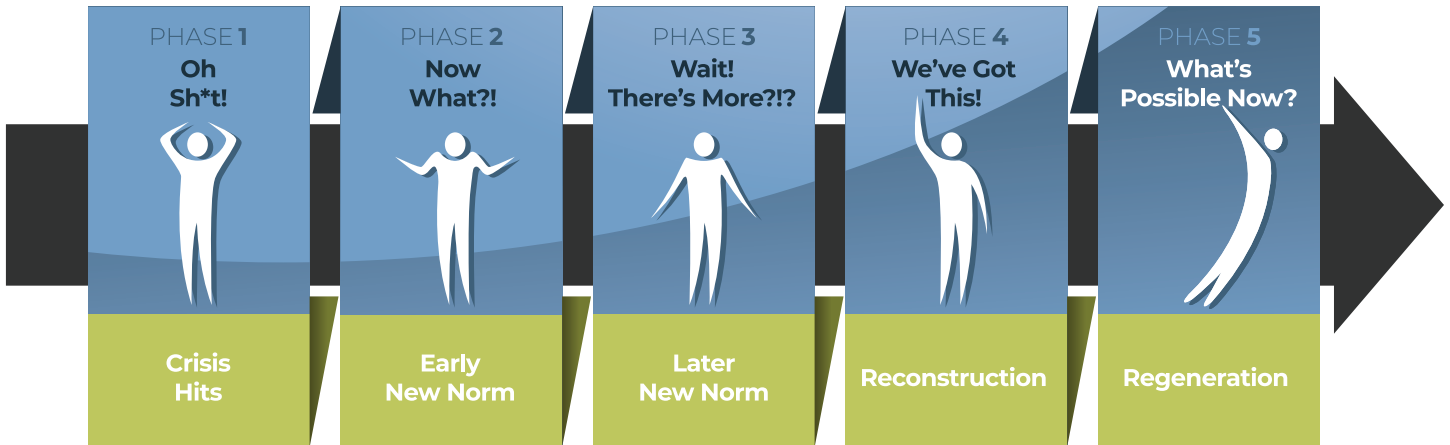 PHASE 1
Oh
Sh*t!
Crisis
Hits
PHASE 2
Now
What?!
Early
New Norm
PHASE 3
Wait!
There's More?!?
Later
New Norm
PHASE 4
We've Got
This!
Reconstruction
PHASE 5
What's
Possible Now?
Regeneration